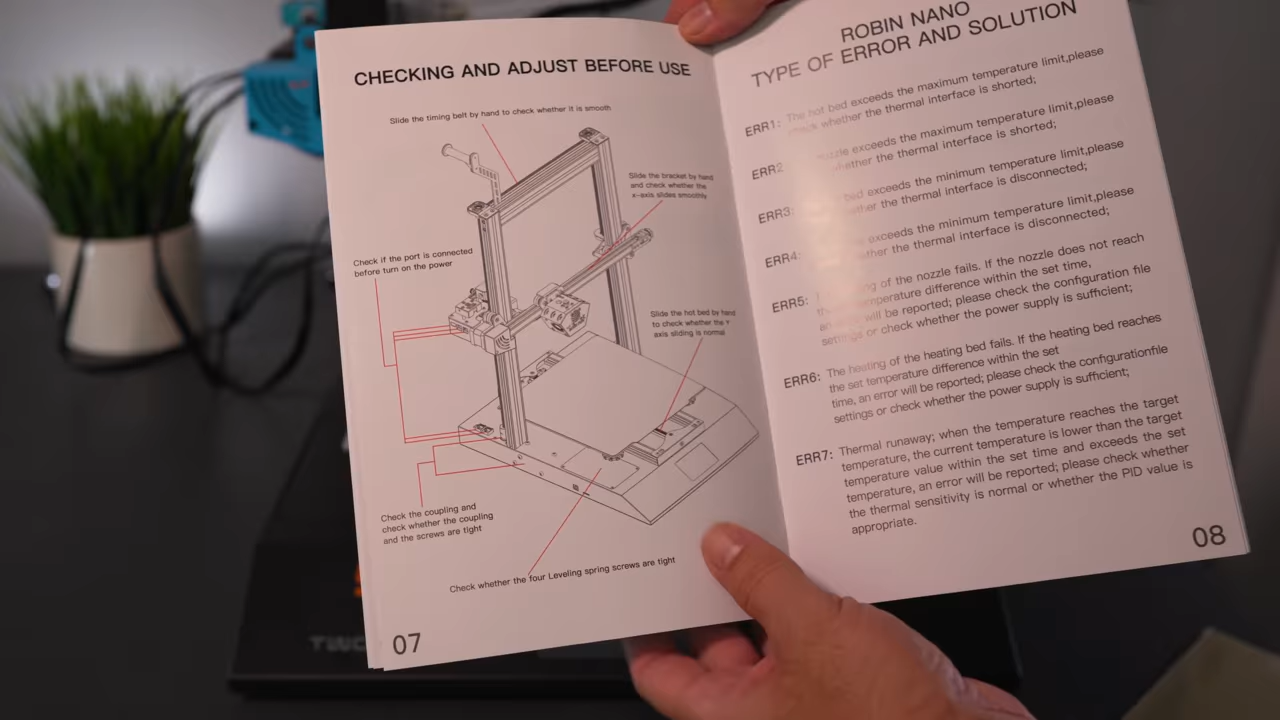 CHECKING AND ADJUST BEFORE USE
Slide the timing belt by hand to check whether it is smooth
Slide the bracket by hand
and check whether the
x-axis slides smoothly
Check if the port is connected
before turn on the power
Slide the hot bed by hand
to check whether the Y
axis sliding is normal
Check the coupling and
check whether the coupling
and the screws are tight
Check whether the four Leveling spring screws are tight
07
ROBIN NANO
TYPE OF ERROR AND SOLUTION
ERR1: The hot bed exceeds the maximum temperature limit,please
check whether the thermal interface is shorted;
ERR2 exceeds the maximum temperature limit,please
the thermal interface is shorted;
ERR3: bed exceeds the minimum temperature limit,please
the thermal interface is disconnected;
ERR4: exceeds the minimum temperature limit,please
the thermal interface is disconnected;
ERR5: of the nozzle fails. If the nozzle does not reach
temperature difference within the set time,
an error will be reported; please check the configuration file
settings or check whether the power supply is sufficient;
ERR6: The heating of the heating bed fails. If the heating bed reaches
the set temperature difference within the set
time, an error will be reported; please check the configurationfile
settings or check whether the power supply is sufficient;
ERR7: Thermal runaway; when the temperature reaches the target
temperature, the current temperature is lower than the target
temperature value within the set time and exceeds the set
temperature, an error will be reported; please check whether
the thermal sensitivity is normal or whether the PID value is
appropriate.
08